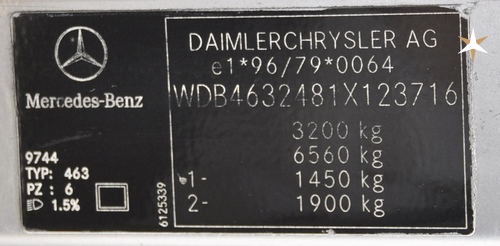 Mercedes-Benz
9744
TYP: 463
PZ : 6
1.5%
6125339
DAIMLERCHRYSLER AG
e1*96/79*0064
WDB4632481X123716
3200 kg
6560 kg
1- 1450 kg
2- 1900 kg